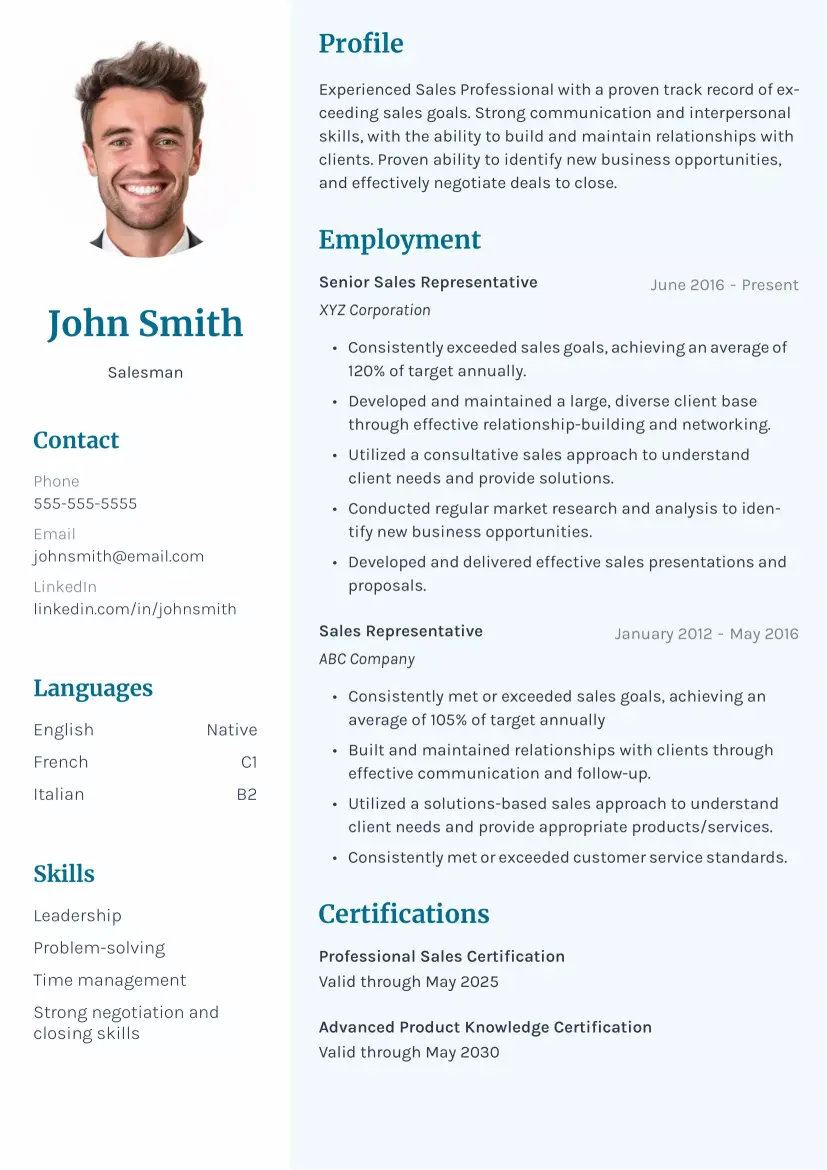 John Smith
Salesman
Contact
Phone
555-555-5555
Email
johnsmith@email.com
LinkedIn
linkedin.com/in/johnsmith
Languages
English Native
French C1
Italian B2
Skills
Leadership
Problem-solving
Time management
Strong negotiation and
closing skills
Profile
Experienced Sales Professional with a proven track record of ex-
ceeding sales goals. Strong communication and interpersonal
skills, with the ability to build and maintain relationships with
clients. Proven ability to identify new business opportunities,
and effectively negotiate deals to close.
Employment
Senior Sales Representative June 2016 - Present
XYZ Corporation
• Consistently exceeded sales goals, achieving an average of
120% of target annually.
• Developed and maintained a large, diverse client base
through effective relationship-building and networking.
• Utilized a consultative sales approach to understand
client needs and provide solutions.
• Conducted regular market research and analysis to iden-
tify new business opportunities.
• Developed and delivered effective sales presentations and
proposals.
Sales Representative January 2012 - May 2016
ABC Company
• Consistently met or exceeded sales goals, achieving an
average of 105% of target annually
• Built and maintained relationships with clients through
effective communication and follow-up.
• Utilized a solutions-based sales approach to understand
client needs and provide appropriate products/services.
• Consistently met or exceeded customer service standards.
Certifications
Professional Sales Certification
Valid through May 2025
Advanced Product Knowledge Certification
Valid through May 2030